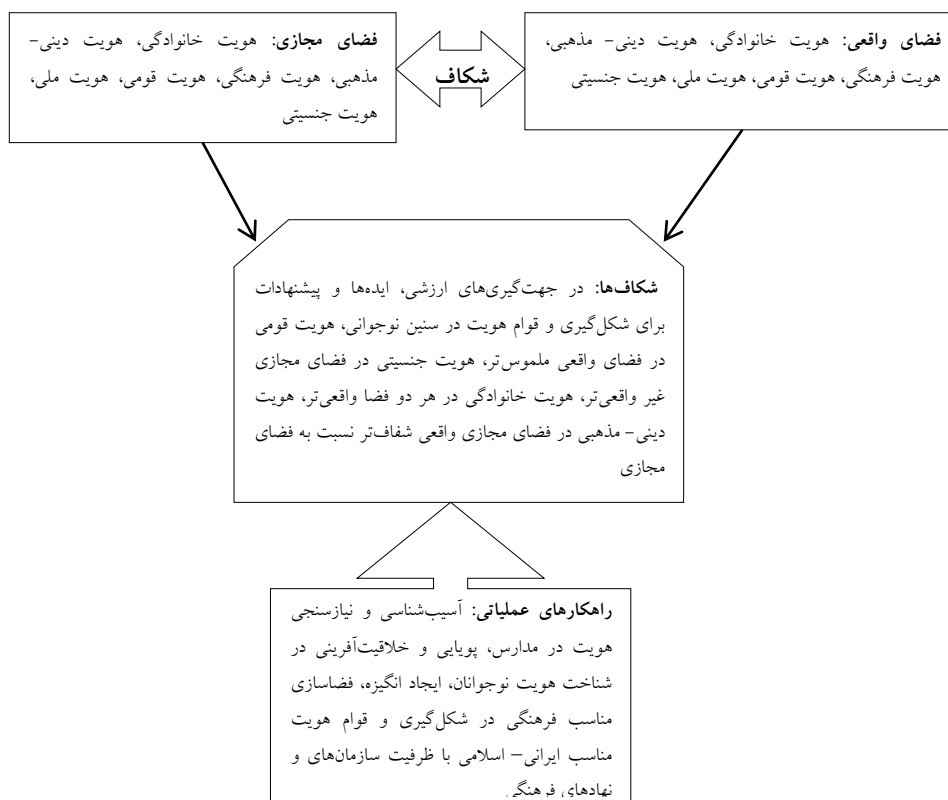 فضای واقعی: هویت خانوادگی، هویت دینی– مذهبی،
هویت فرهنگی، هویت قومی، هویت ملی، هویت جنسیتی
شکاف
فضای مجازی: هویت خانوادگی، هویت دینی–
مذهبی، هویت فرهنگی، هویت قومی، هویت ملی،
هویت جنسیتی
شکاف‌ها: در جهت‌گیری‌های ارزشی، ایده‌ها و پیشنهادات
برای شکل‌گیری و قوام هویت در سنین نوجوانی، هویت قومی
در فضای واقعی ملموس‌تر، هویت جنسیتی در فضای مجازی
غیر واقعی‌تر، هویت خانوادگی در هر دو فضا واقعی‌تر، هویت
دینی– مذهبی در فضای مجازی واقعی شفاف‌تر نسبت به فضای
مجازی
راهکارهای عملیاتی: آسیب‌شناسی و نیازسنجی
هویت در مدارس، پویایی و خلاقیت‌آفرینی در
شناخت هویت نوجوانان، ایجاد انگیزه، فضاسازی
مناسب فرهنگی در شکل‌گیری و قوام هویت
مناسب ایرانی– اسلامی با ظرفیت سازمان‌های و
نهادهای فرهنگی